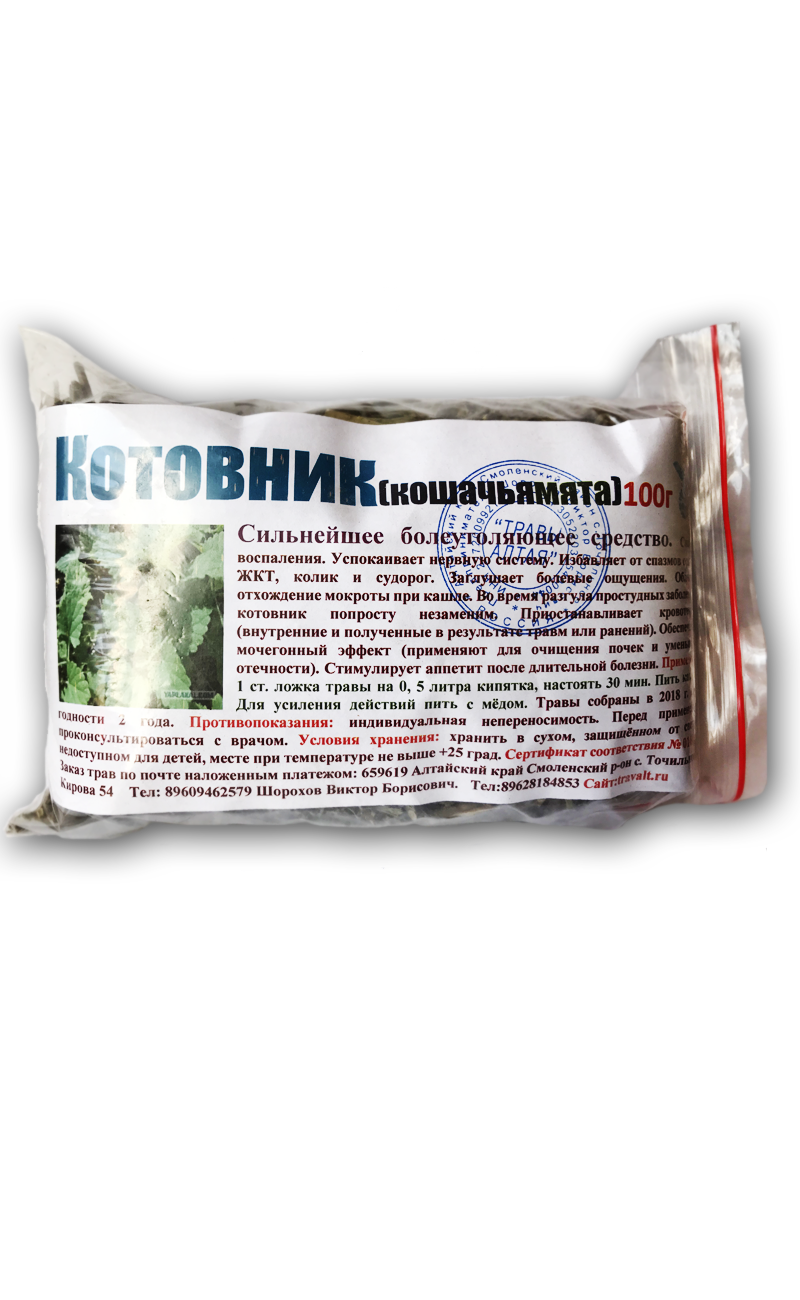 Котовник(кошачьямята)100г
Сильнейшее болеутоляющее средство.
воспаления. Успокаивает нервную систему. Избавляет от спазмов
ЖКТ, колик и судорог. Заглушает болевые ощущения.
отхождение мокроты при кашле. Во время разгула простудных
котовник попросту незаменим. Приостанавливает
(внутренние и полученные в результате травм или ранений).
мочегонный эффект (применяют для очищения почек и
отечности). Стимулирует аппетит после длительной болезни.
1 ст. ложка травы на 0, 5 литра кипятка, настоять 30 мин. Пить
Для усиления действий пить с мёдом. Травы собраны в 2018
годности 2 года. Противопоказания: индивидуальная непереносимость. Перед
проконсультироваться с врачом. Условия хранения: хранить в сухом, защищённом от
недоступном для детей, месте при температуре не выше +25 град. Сертификат соответствия №
Заказ трав по почте наложенным платежом: 659619 Алтайский край Смоленский р-он с.
Кирова 54 Тел: 89609462579 Шорохов Виктор Борисович. Тел:89628184853 Сайт:travalt.ru
"ТРАВЫ
АЛТАЯ"
РОССИЯ